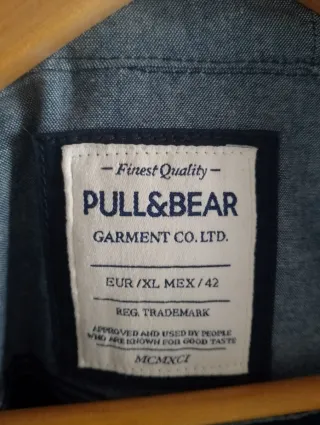 – Finest Quality –
PULL&BEAR
GARMENT CO. LTD.
EUR /XL MEX / 42
REG. TRADEMARK
APPROVED AND USED BY PEOPLE
WHO ARE KNOWN FOR GOOD TASTE
MCMXCI